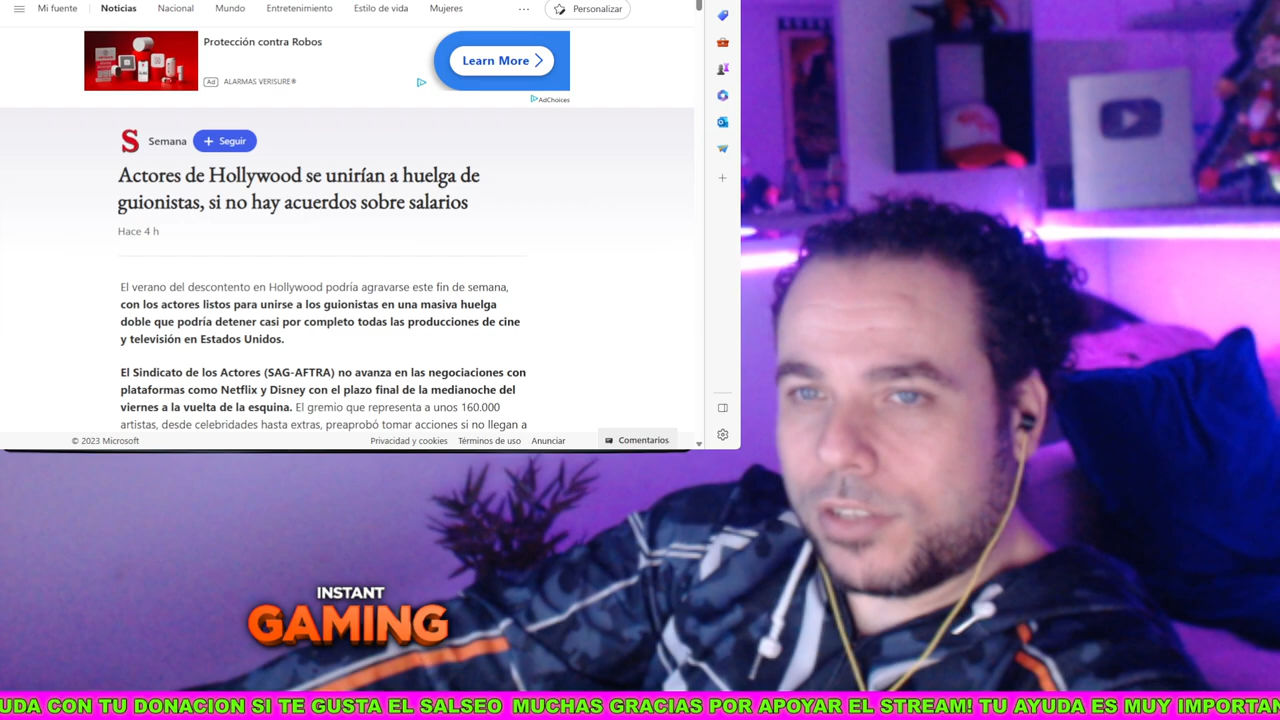 Mi fuente Noticias Nacional Mundo Entretenimiento Estilo de vida Mujeres ··· Personalizar
Protección contra Robos
Ad ALARMAS VERISURE®
Learn More
AdChoices
S Semana + Seguir
Actores de Hollywood se unirían a huelga de
guionistas, si no hay acuerdos sobre salarios
Hace 4 h
El verano del descontento en Hollywood podría agravarse este fin de semana,
con los actores listos para unirse a los guionistas en una masiva huelga
doble que podría detener casi por completo todas las producciones de cine
y televisión en Estados Unidos.
El Sindicato de los Actores (SAG-AFTRA) no avanza en las negociaciones con
plataformas como Netflix y Disney con el plazo final de la medianoche del
viernes a la vuelta de la esquina. El gremio que representa a unos 160.000
artistas, desde celebridades hasta extras, preaprobó tomar acciones si no llegan a
© 2023 Microsoft Privacidad y cookies Términos de uso Anunciar Comentarios
INSTANT
GAMING
UDA CON TU DONACION SI TE GUSTA EL SALSEO MUCHAS GRACIAS POR APOYAR EL STREAM! TU AYUDA ES MUY IMPORTAN